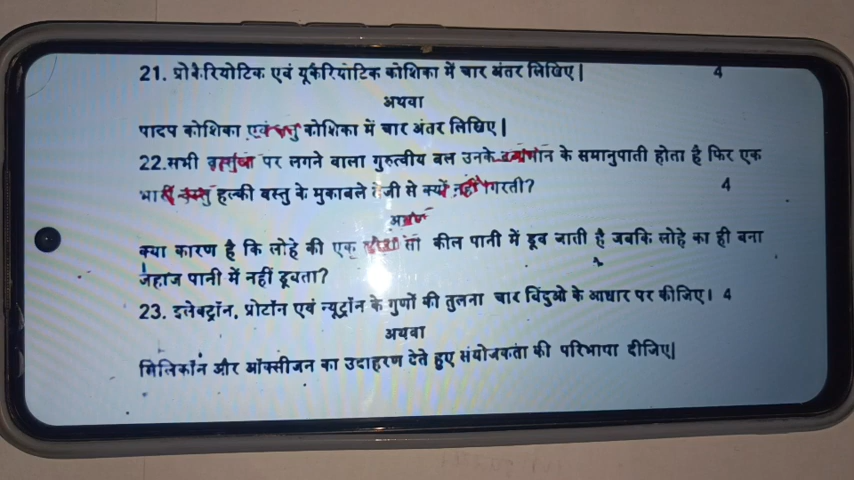 21. प्रोकैरियोटिक एवं यूकैरियोटिक कोशिका में चार अंतर लिखिए| 4
अथवा
पादप कोशिका एवं जन्तु कोशिका में चार अंतर लिखिए|
22.सभी वस्तुओं पर लगने वाला गुरुत्वीय बल उनके द्रव्यमान के समानुपाती होता है फिर एक
भारी वस्तु हल्की वस्तु के मुकाबले तेजी से क्यों नहीं गिरती? 4
अथवा
क्या कारण है कि लोहे की एक छोटी सी कील पानी में डूब जाती है जबकि लोहे का ही बना
जहाज पानी में नहीं डूबता?
23. इलेक्ट्रॉन, प्रोटॉन एवं न्यूट्रॉन के गुणों की तुलना चार बिंदुओ के आधार पर कीजिए। 4
अथवा
सिलिकॉन और ऑक्सीजन का उदाहरण देते हुए संयोजकता की परिभाषा दीजिए|